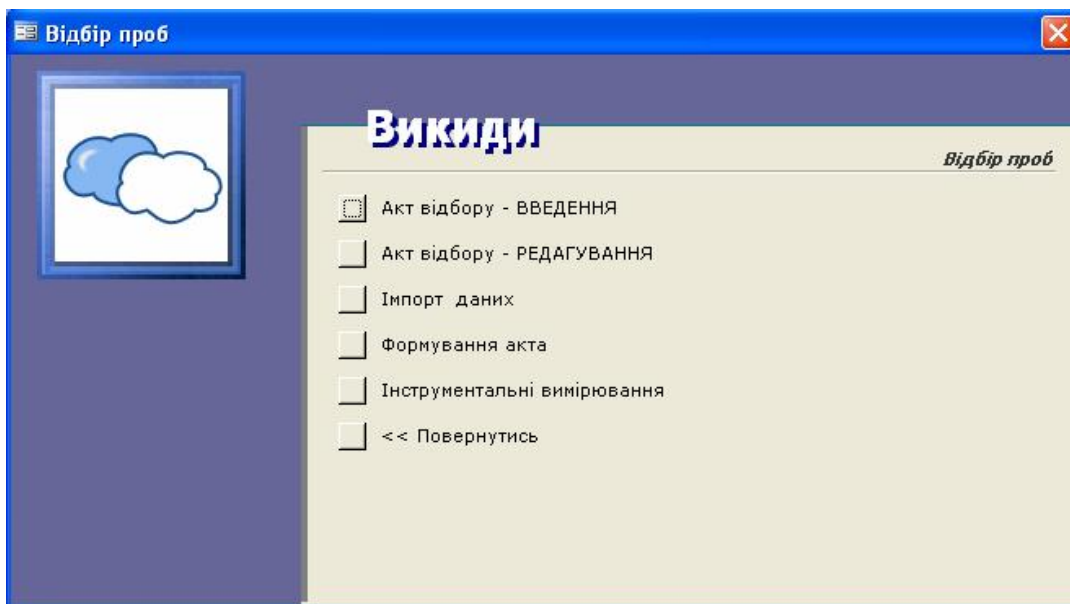 Відбір проб
Викиди
Відбір проб
Акт відбору - ВВЕДЕННЯ
Акт відбору - РЕДАГУВАННЯ
Імпорт даних
Формування акта
Інструментальні вимірювання
<< Повернутись